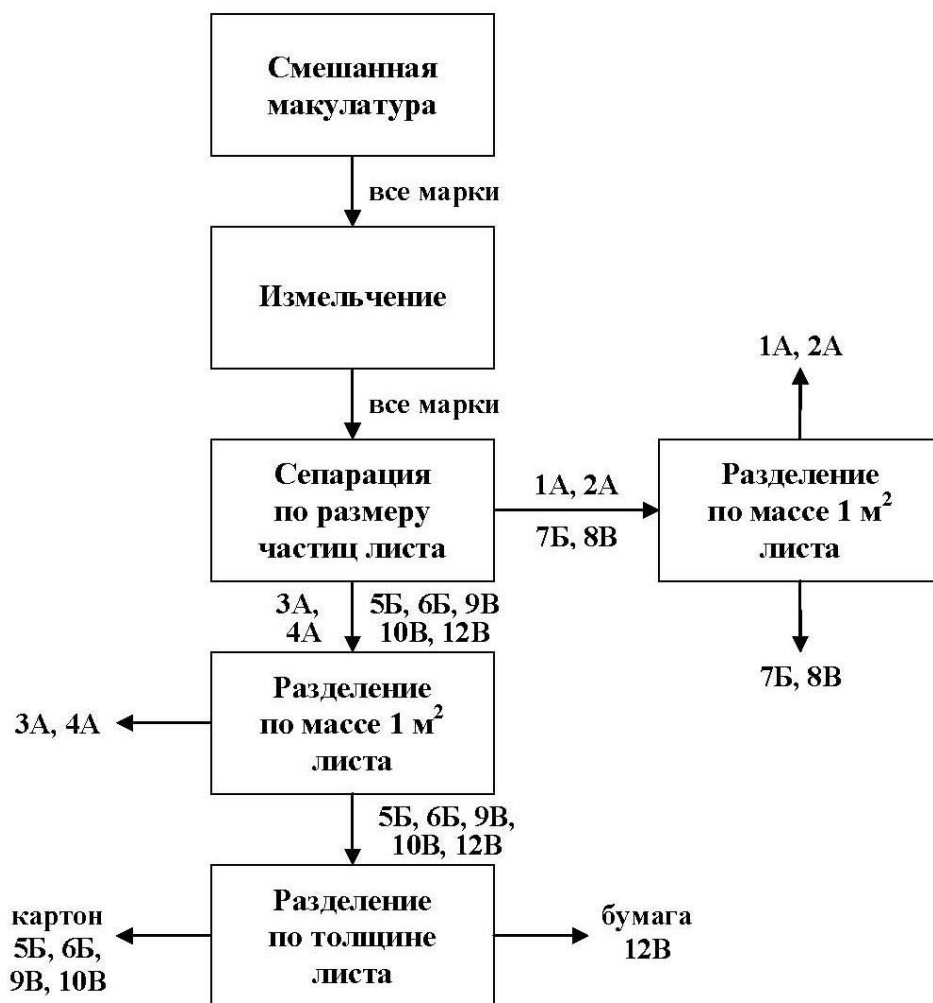 Смешанная
макулатура
все марки
Измельчение
все марки
1А, 2А
Сепарация
по размеру
частиц листа
1А, 2А
7Б, 8В
Разделение
по массе 1 м²
листа
3А,
4А
5Б, 6Б, 9В
10В, 12В
7Б, 8В
Разделение
по массе 1 м²
листа
3А, 4А
5Б, 6Б, 9В,
10В, 12В
Разделение
по толщине
листа
картон
5Б, 6Б,
9В, 10В
бумага
12В